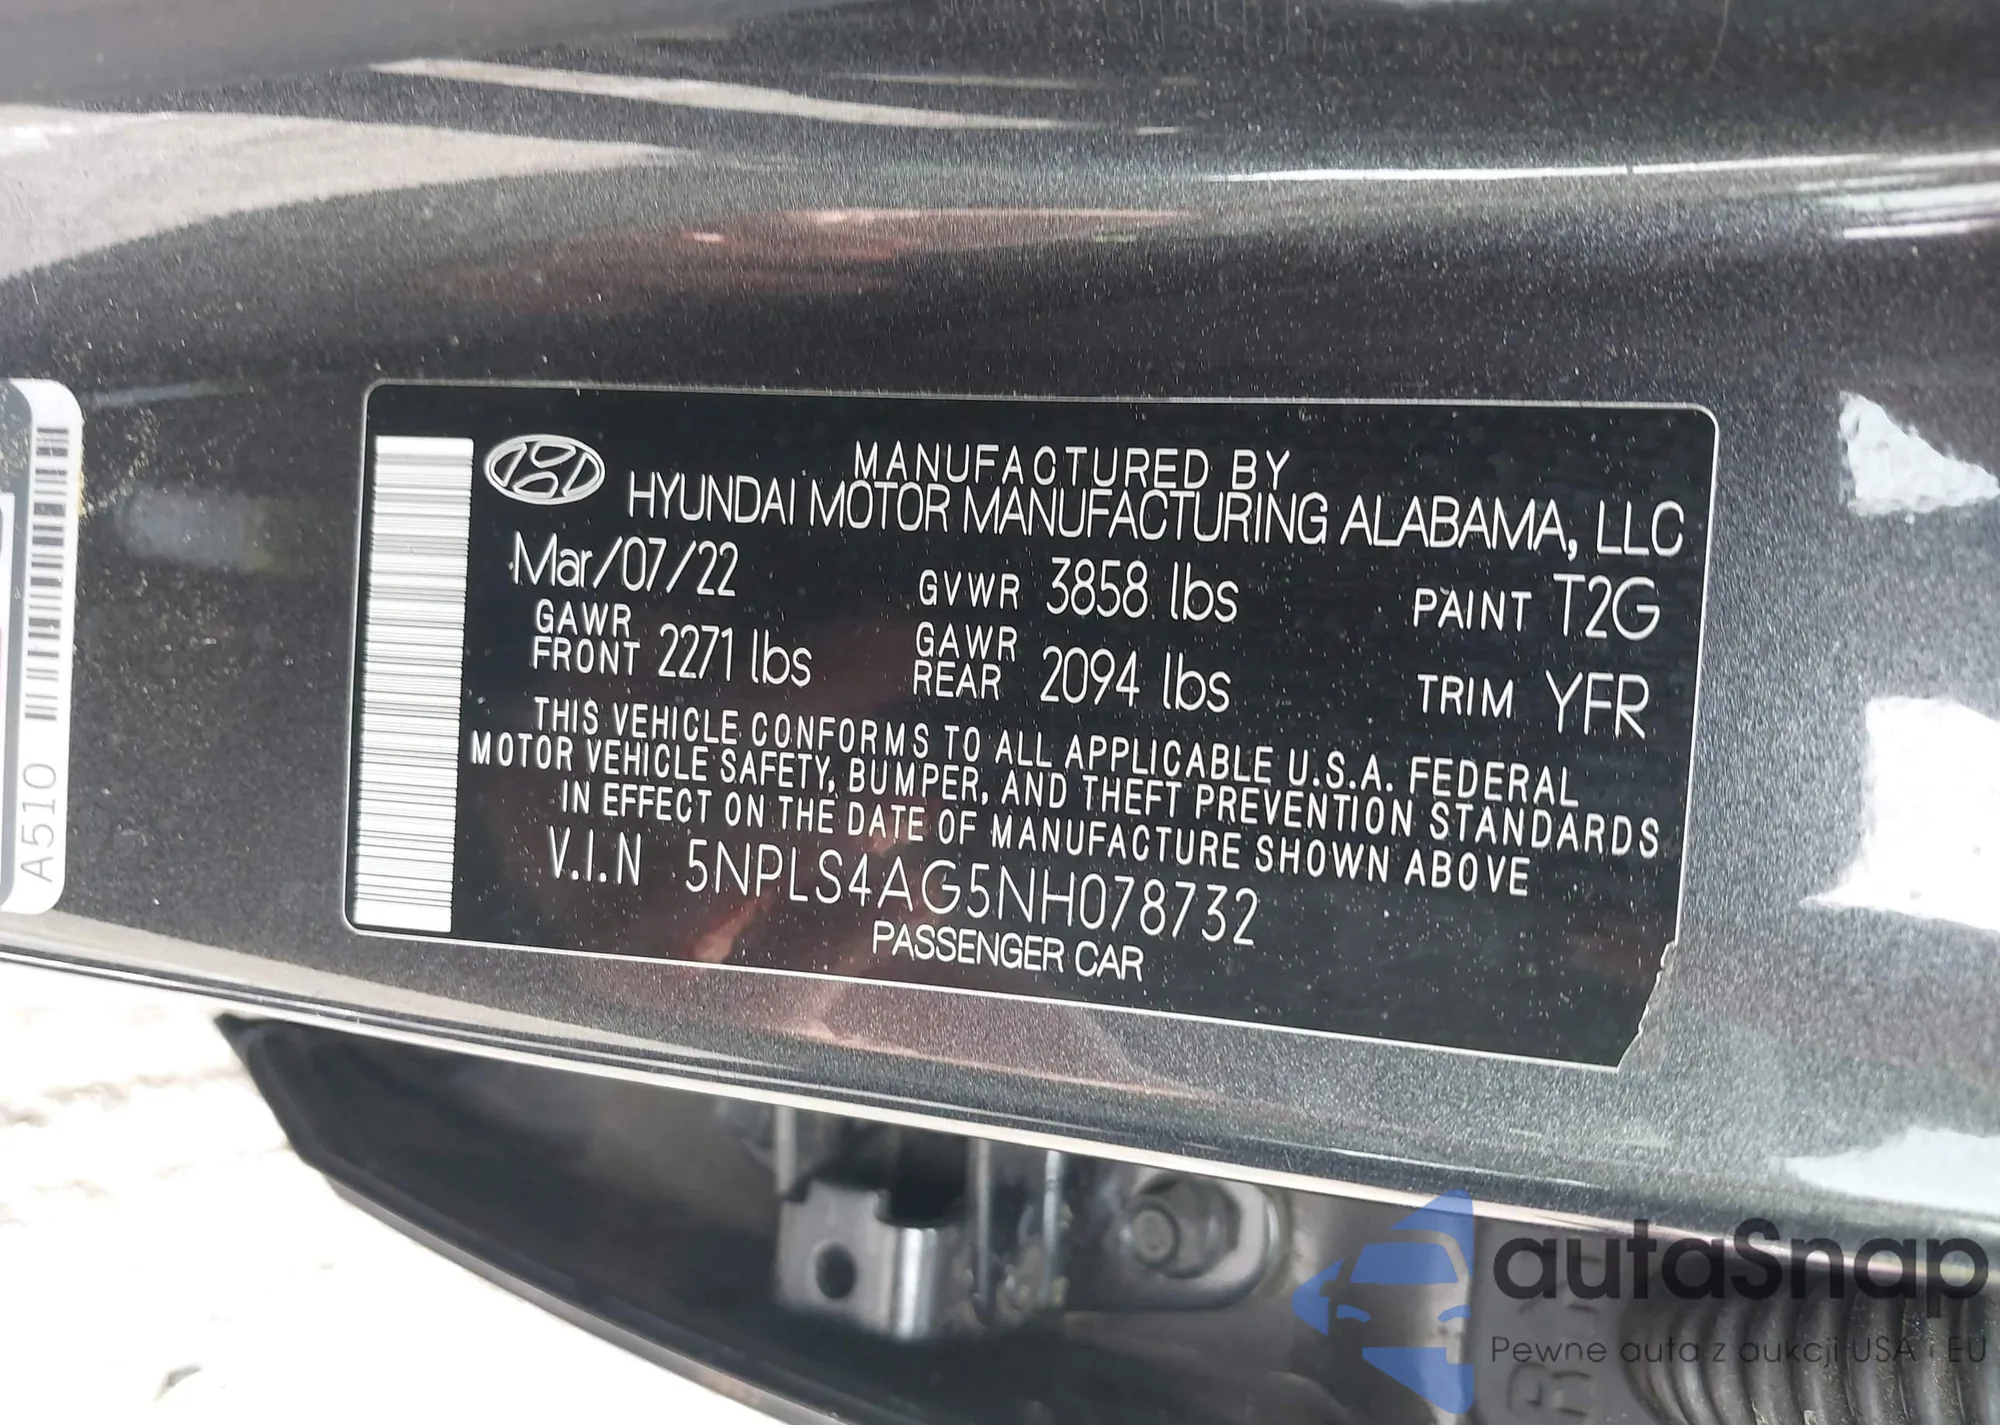 MANUFACTURED BY
HYUNDAI MOTOR MANUFACTURING ALABAMA, LLC
Mar/07/22 GVWR 3858 lbs PAINT T2G
GAWR FRONT 2271 lbs GAWR REAR 2094 lbs TRIM YFR
THIS VEHICLE CONFORMS TO ALL APPLICABLE U.S.A. FEDERAL
MOTOR VEHICLE SAFETY, BUMPER, AND THEFT PREVENTION STANDARDS
IN EFFECT ON THE DATE OF MANUFACTURE SHOWN ABOVE
V.I.N 5NPLS4AG5NH078732
PASSENGER CAR
A510
autaSnap
Pewne auta z aukcji USA i EU